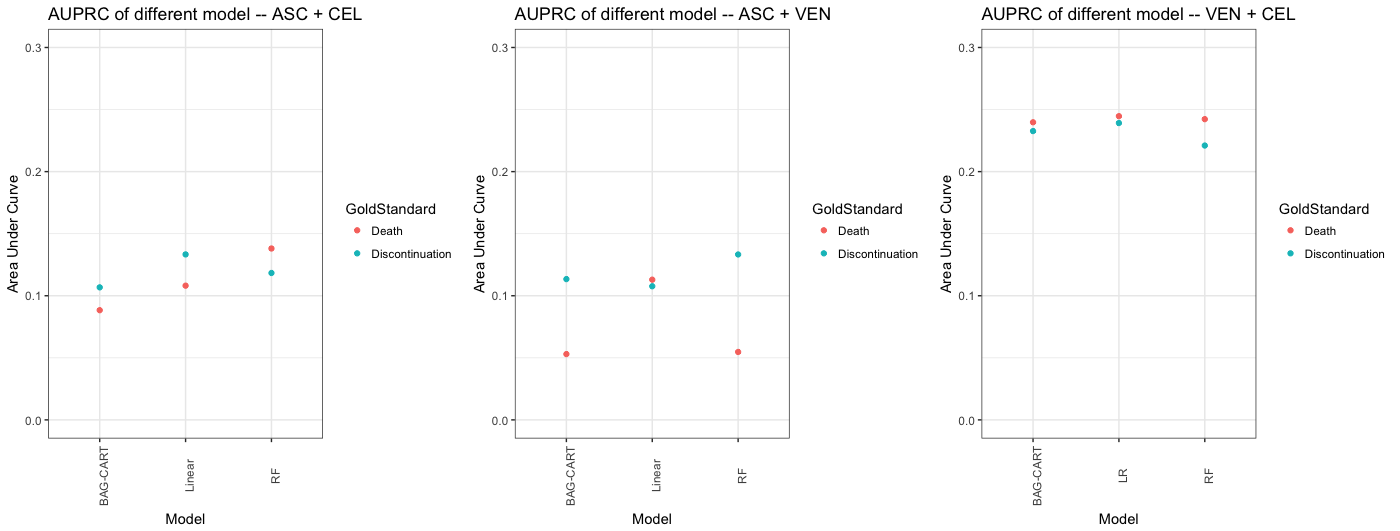 AUPRC of different model -- ASC + CEL
0.3
0.2
0.1
0.0
Area Under Curve
BAG-CART
Linear
RF
Model
GoldStandard
Death
Discontinuation
AUPRC of different model -- ASC + VEN
0.3
0.2
0.1
0.0
Area Under Curve
BAG-CART
Linear
RF
Model
GoldStandard
Death
Discontinuation
AUPRC of different model -- VEN + CEL
0.3
0.2
0.1
0.0
Area Under Curve
BAG-CART
LR
RF
Model
GoldStandard
Death
Discontinuation